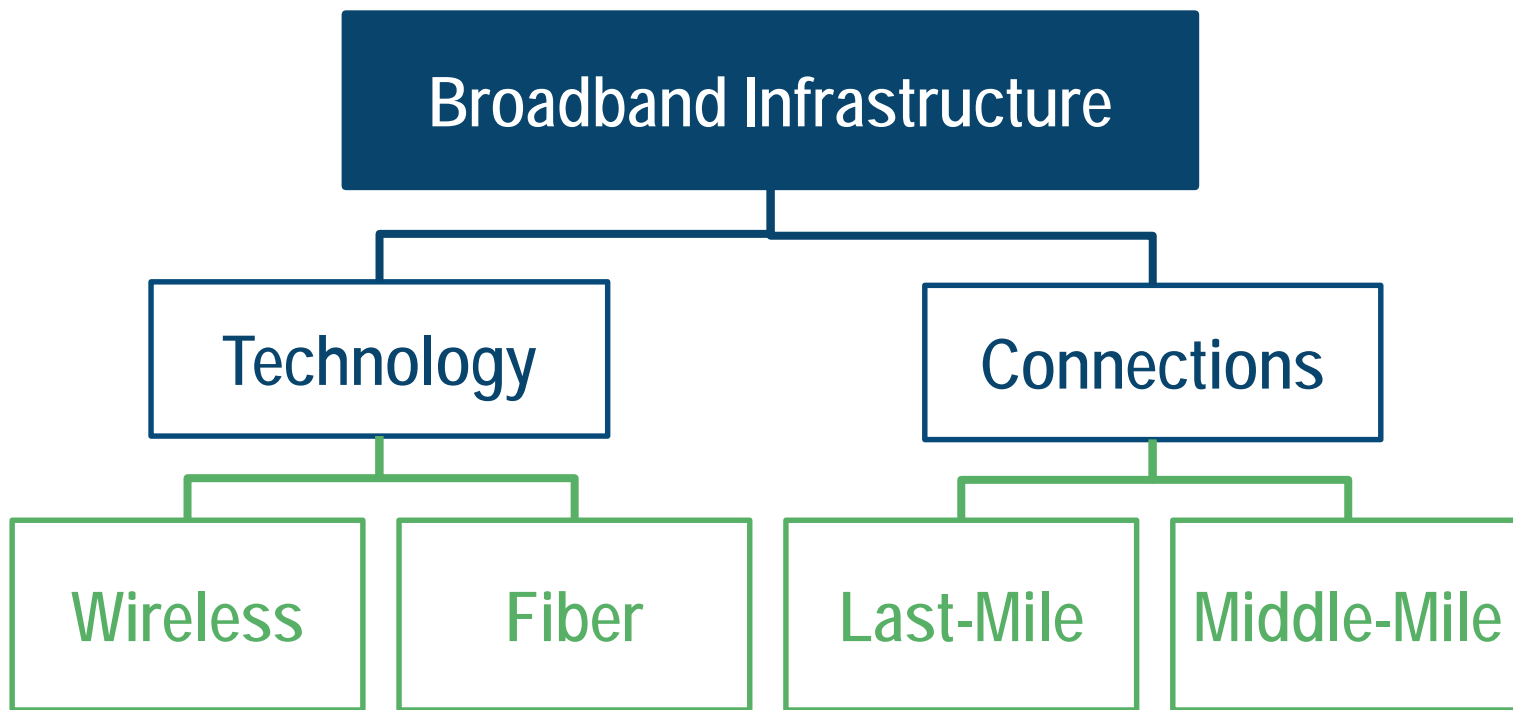 Broadband Infrastructure
Technology
Connections
Wireless
Fiber
Last-Mile
Middle-Mile